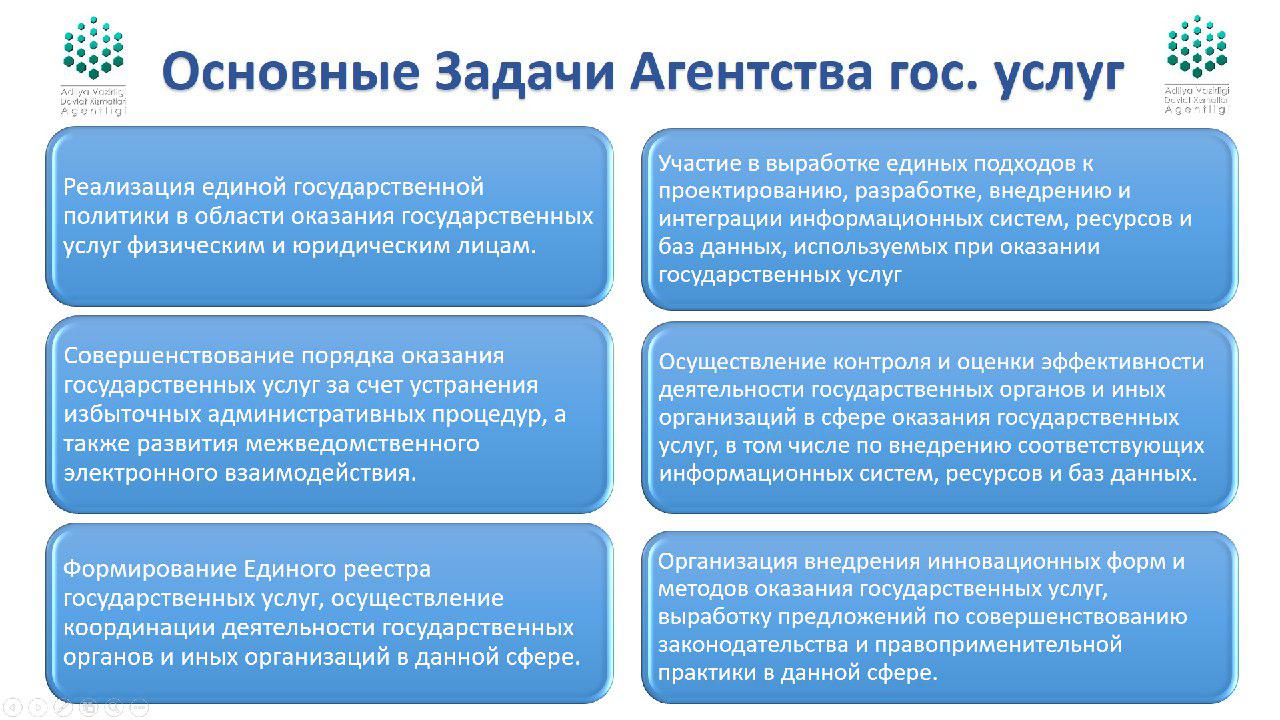 Основные Задачи Агентства гос. услуг
Adliya Vazirligi
Davlat Xizmatlari
Agentligi
Adliya Vazirligi
Davlat Xizmatlari
Agentligi
Реализация единой государственной
политики в области оказания государственных
услуг физическим и юридическим лицам.
Участие в выработке единых подходов к
проектированию, разработке, внедрению и
интеграции информационных систем, ресурсов и
баз данных, используемых при оказании
государственных услуг
Совершенствование порядка оказания
государственных услуг за счет устранения
избыточных административных процедур, а
также развития межведомственного
электронного взаимодействия.
Осуществление контроля и оценки эффективности
деятельности государственных органов и иных
организаций в сфере оказания государственных
услуг, в том числе по внедрению соответствующих
информационных систем, ресурсов и баз данных.
Формирование Единого реестра
государственных услуг, осуществление
координации деятельности государственных
органов и иных организаций в данной сфере.
Организация внедрения инновационных форм и
методов оказания государственных услуг,
выработку предложений по совершенствованию
законодательства и правоприменительной
практики в данной сфере.